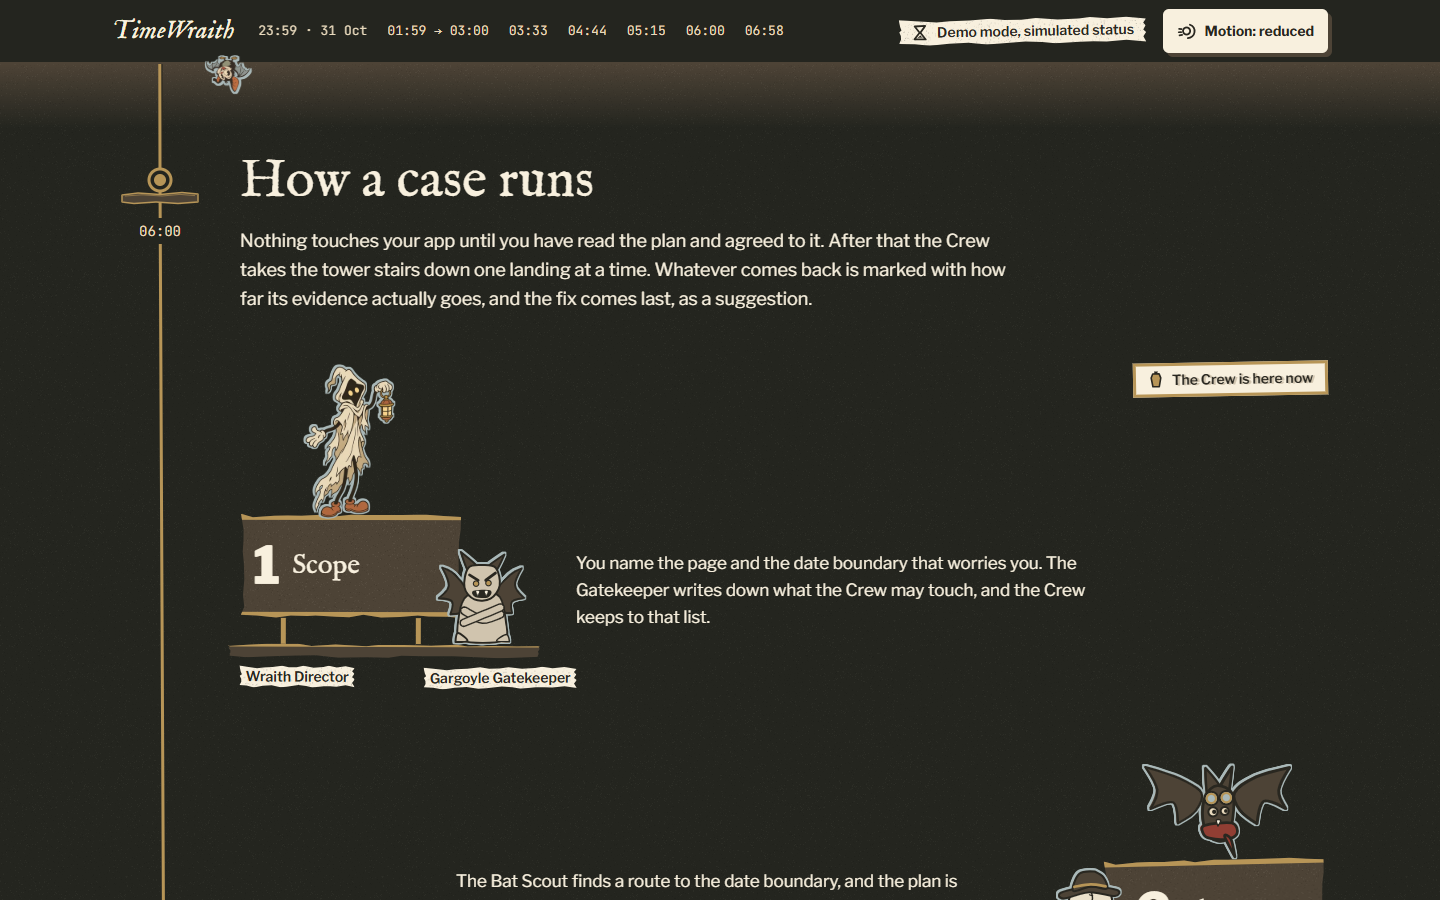 TimeWraith
23:59 · 31 Oct 01:59 → 03:00 03:33 04:44 05:15 06:00 06:58
Demo mode, simulated status
Motion: reduced
How a case runs
06:00
Nothing touches your app until you have read the plan and agreed to it. After that the Crew
takes the tower stairs down one landing at a time. Whatever comes back is marked with how
far its evidence actually goes, and the fix comes last, as a suggestion.
The Crew is here now
1 Scope
You name the page and the date boundary that worries you. The
Gatekeeper writes down what the Crew may touch, and the Crew
keeps to that list.
Wraith Director
Gargoyle Gatekeeper
The Bat Scout finds a route to the date boundary, and the plan is